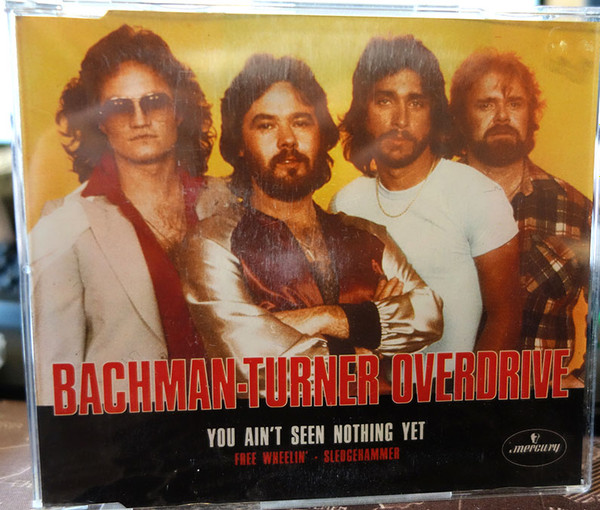 BACHMAN-TURNER OVERDRIVE
YOU AIN'T SEEN NOTHING YET
FREE WHEELIN' · SLEDGEHAMMER
mercury